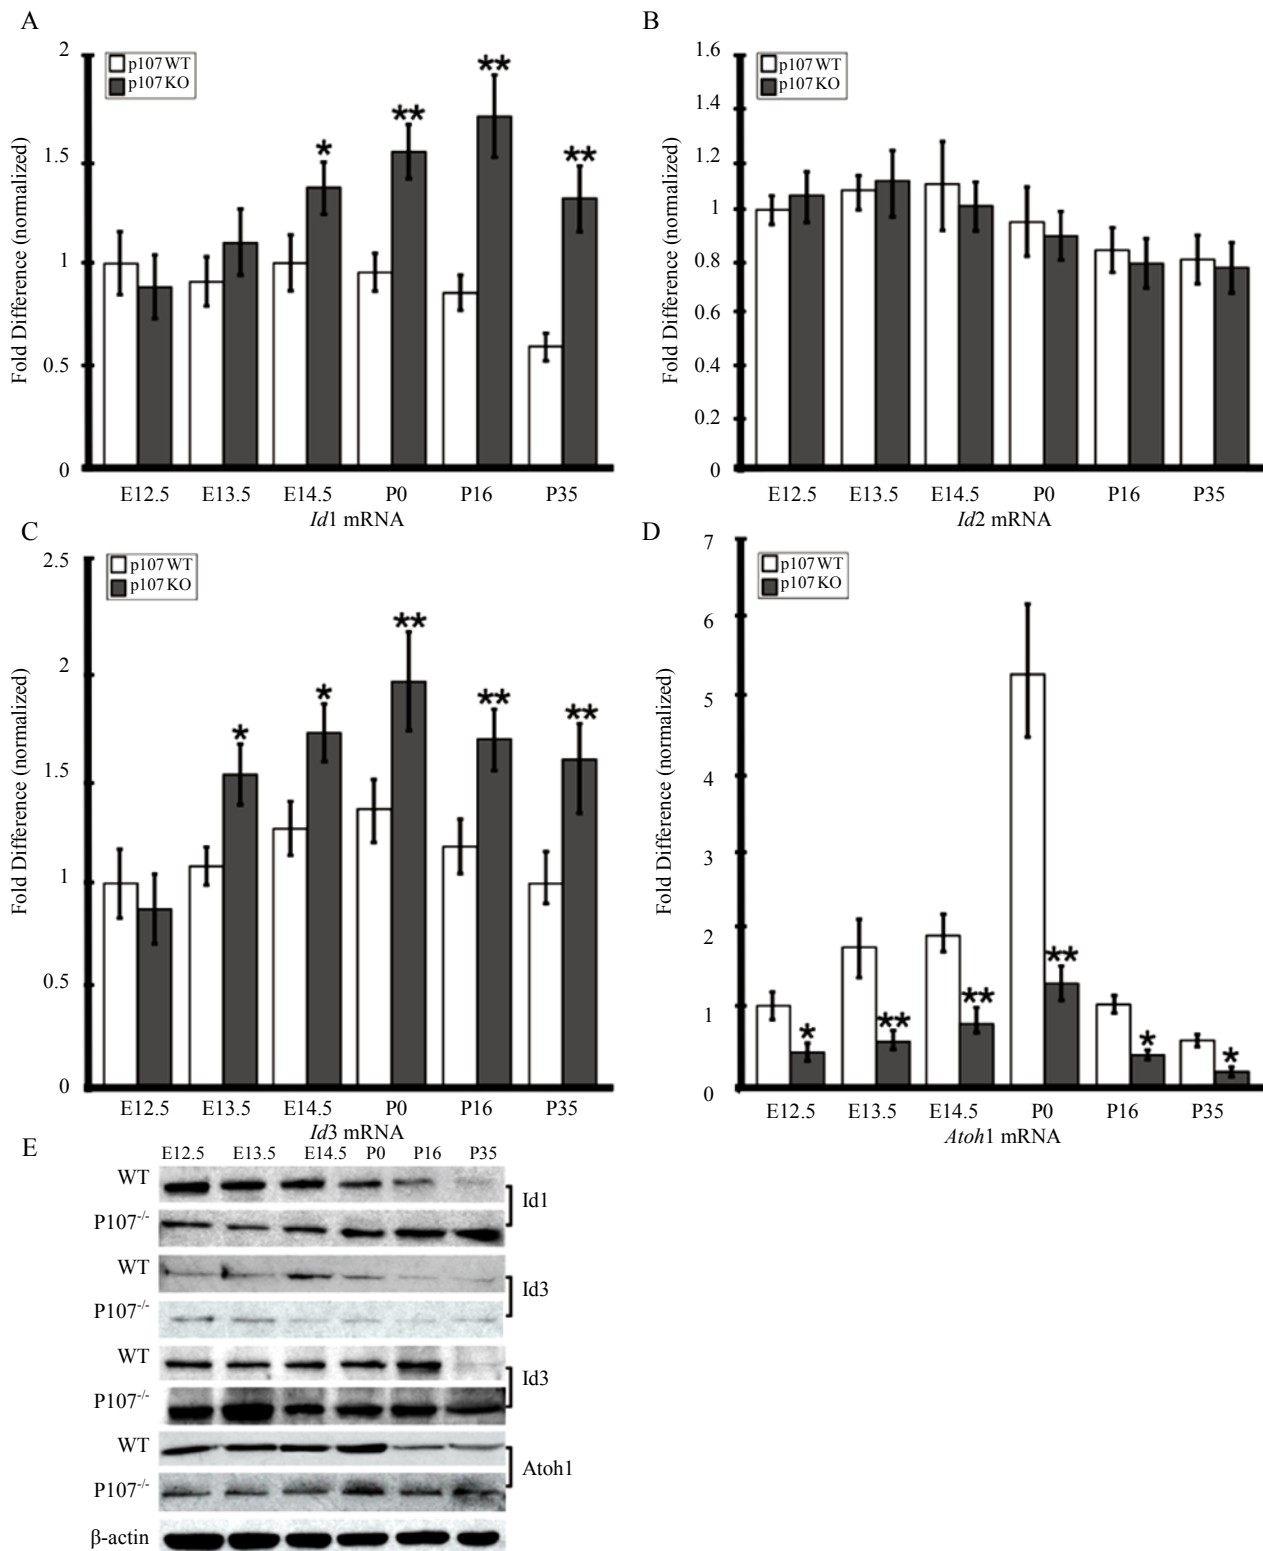 A
2
p107 WT
p107 KO
1.5
1
0.5
0
Fold Difference (normalized)
*
**
**
**
E12.5 E13.5 E14.5 P0 P16 P35
Id1 mRNA
B
1.6
1.4
1.2
1
0.8
0.6
0.4
0.2
0
p107 WT
p107 KO
Fold Difference (normalized)
E12.5 E13.5 E14.5 P0 P16 P35
Id2 mRNA
C
2.5
2
1.5
1
0.5
0
p107 WT
p107 KO
Fold Difference (normalized)
*
*
**
**
**
E12.5 E13.5 E14.5 P0 P16 P35
Id3 mRNA
D
7
6
5
4
3
2
1
0
p107 WT
p107 KO
Fold Difference (normalized)
*
**
**
**
*
*
E12.5 E13.5 E14.5 P0 P16 P35
Atoh1 mRNA
E
E12.5 E13.5 E14.5 P0 P16 P35
WT
Id1
P107-/-
WT
Id3
P107-/-
WT
Id3
P107-/-
WT
Atoh1
P107-/-
β-actin